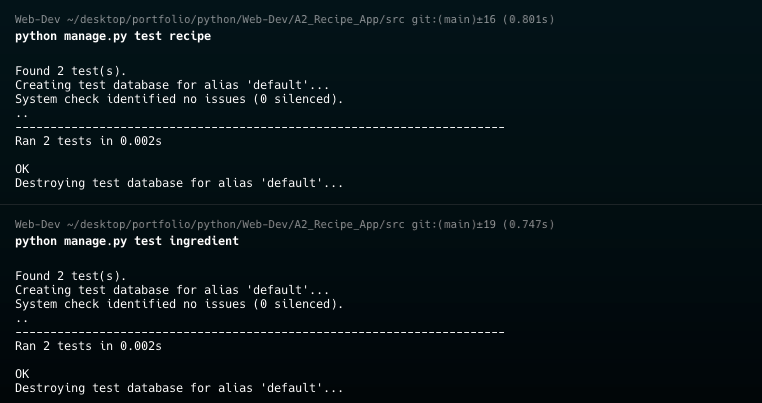 Web-Dev ~/desktop/portfolio/python/Web-Dev/A2_Recipe_App/src git:(main)±16 (0.801s)
python manage.py test recipe
Found 2 test(s).
Creating test database for alias 'default'...
System check identified no issues (0 silenced).
..
----------------------------------------------------------------------
Ran 2 tests in 0.002s
OK
Destroying test database for alias 'default'...
Web-Dev ~/desktop/portfolio/python/Web-Dev/A2_Recipe_App/src git:(main)±19 (0.747s)
python manage.py test ingredient
Found 2 test(s).
Creating test database for alias 'default'...
System check identified no issues (0 silenced).
..
----------------------------------------------------------------------
Ran 2 tests in 0.002s
OK
Destroying test database for alias 'default'...